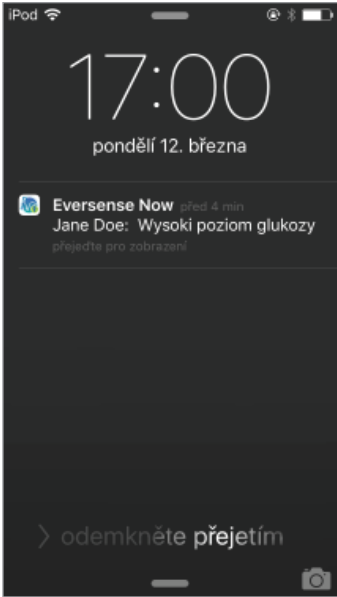 iPod
17:00
pondělí 12. března
Eversense Now před 4 min
Jane Doe: Wysoki poziom glukozy
přejeďte pro zobrazení
odemkněte přejetím